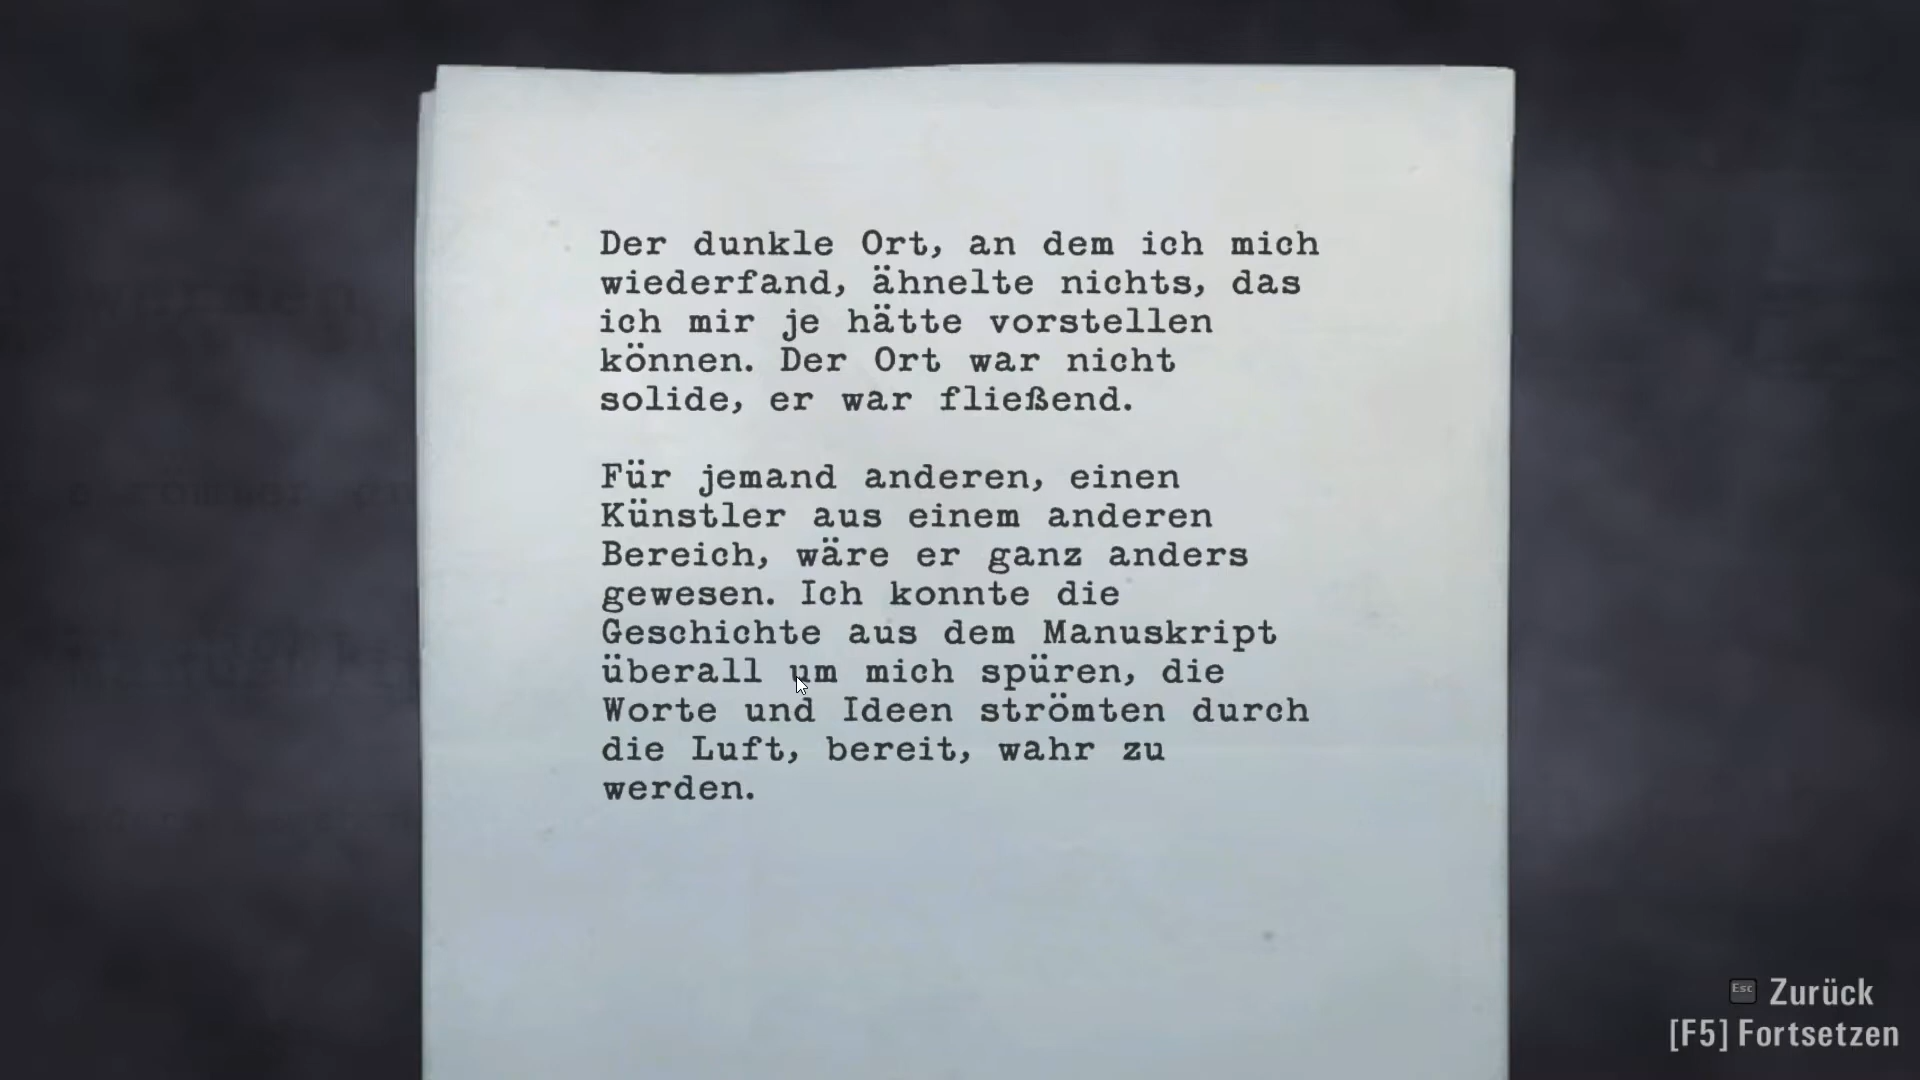 Der dunkle Ort, an dem ich mich
wiederfand, ähnelte nichts, das
ich mir je hätte vorstellen
können. Der Ort war nicht
solide, er war fließend.
Für jemand anderen, einen
Künstler aus einem anderen
Bereich, wäre er ganz anders
gewesen. Ich konnte die
Geschichte aus dem Manuskript
überall um mich spüren, die
Worte und Ideen strömten durch
die Luft, bereit, wahr zu
werden.
Esc Zurück
[F5] Fortsetzen